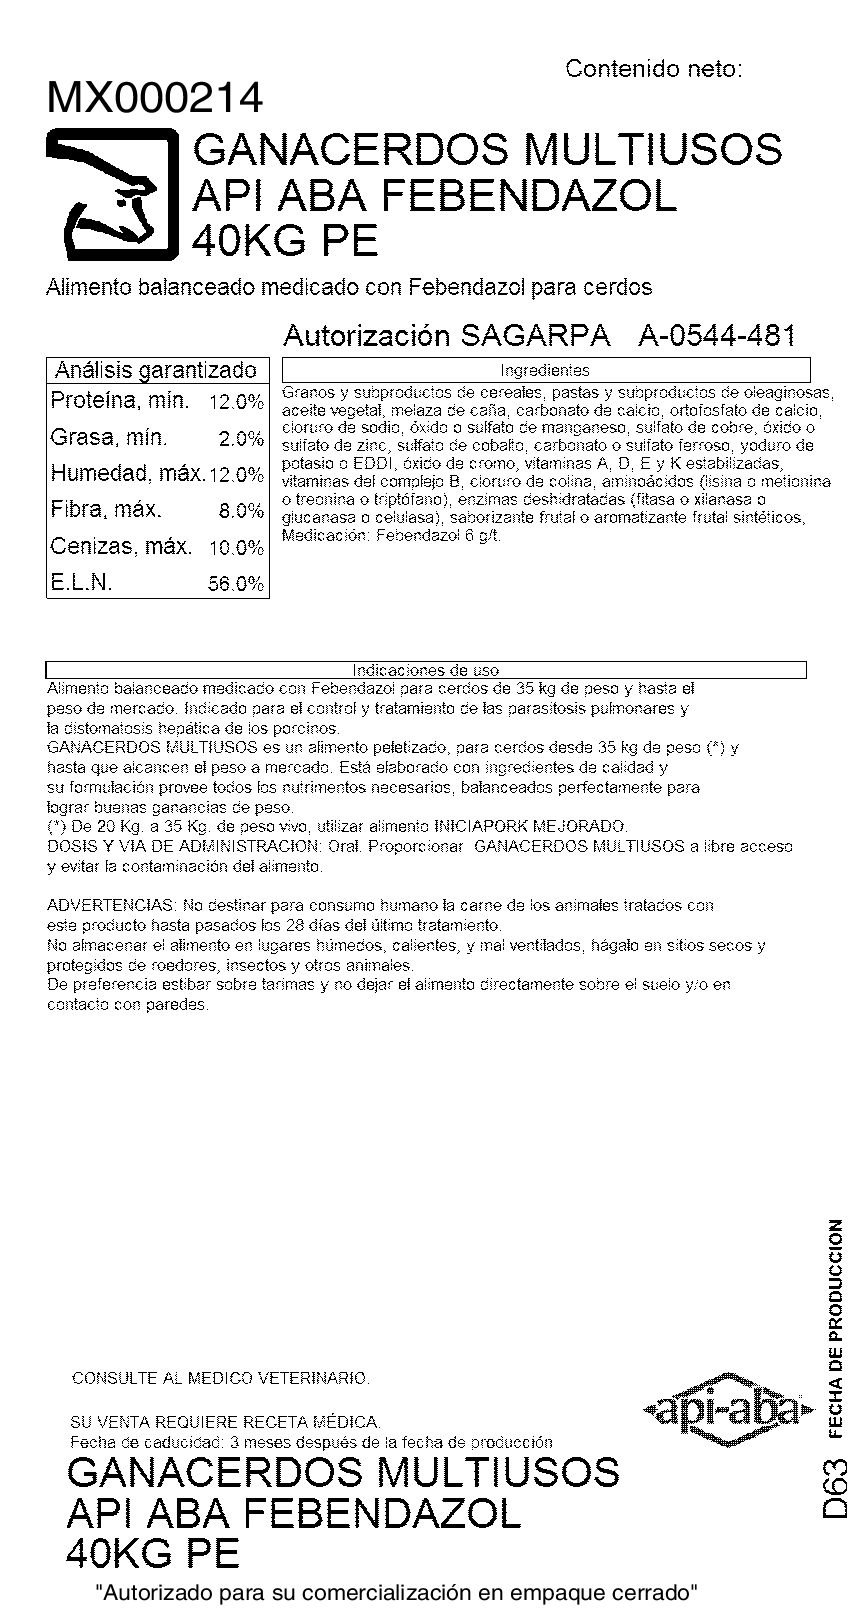 Contenido neto:
MX000214
GANACERDOS MULTIUSOS
API ABA FEBENDAZOL
40KG PE
Alimento balanceado medicado con Febendazol para cerdos
Autorización SAGARPA A-0544-481
Análisis garantizado
Proteína, mín. 12.0%
Grasa, mín. 2.0%
Humedad, máx. 12.0%
Fibra, máx. 8.0%
Cenizas, máx. 10.0%
E.L.N. 56.0%
Ingredientes
Granos y subproductos de cereales, pastas y subproductos de oleaginosas,
aceite vegetal, melaza de caña, carbonato de calcio, ortofosfato de calcio,
cloruro de sodio, óxido o sulfato de manganeso, sulfato de cobre, óxido o
sulfato de zinc, sulfato de cobalto, carbonato o sulfato ferroso, yoduro de
potasio o EDDI, óxido de cromo, vitaminas A, D, E y K estabilizadas,
vitaminas del complejo B, cloruro de colina, aminoácidos (lisina o metionina
o treonina o triptófano), enzimas deshidratadas (fitasa o xilanasa o
glucanasa o celulasa), saborizante frutal o aromatizante frutal sintéticos,
Medicación: Febendazol 6 g/t.
Indicaciones de uso
Alimento balanceado medicado con Febendazol para cerdos de 35 kg de peso y hasta el
peso de mercado. Indicado para el control y tratamiento de las parasitosis pulmonares y
la distomatosis hepática de los porcinos.
GANACERDOS MULTIUSOS es un alimento peletizado, para cerdos desde 35 kg de peso (*) y
hasta que alcancen el peso a mercado. Está elaborado con ingredientes de calidad y
su formulación provee todos los nutrimentos necesarios, balanceados perfectamente para
lograr buenas ganancias de peso.
(*) De 20 Kg. a 35 Kg. de peso vivo, utilizar alimento INICIAPORK MEJORADO.
DOSIS Y VIA DE ADMINISTRACION: Oral. Proporcionar GANACERDOS MULTIUSOS a libre acceso
y evitar la contaminación del alimento.
ADVERTENCIAS: No destinar para consumo humano la carne de los animales tratados con
este producto hasta pasados los 28 días del último tratamiento.
No almacenar el alimento en lugares húmedos, calientes, y mal ventilados, hágalo en sitios secos y
protegidos de roedores, insectos y otros animales.
De preferencia estibar sobre tarimas y no dejar el alimento directamente sobre el suelo y/o en
contacto con paredes.
FECHA DE PRODUCCION
D63
CONSULTE AL MEDICO VETERINARIO.
api-aba
SU VENTA REQUIERE RECETA MÉDICA.
Fecha de caducidad: 3 meses después de la fecha de producción
GANACERDOS MULTIUSOS
API ABA FEBENDAZOL
40KG PE
"Autorizado para su comercialización en empaque cerrado"